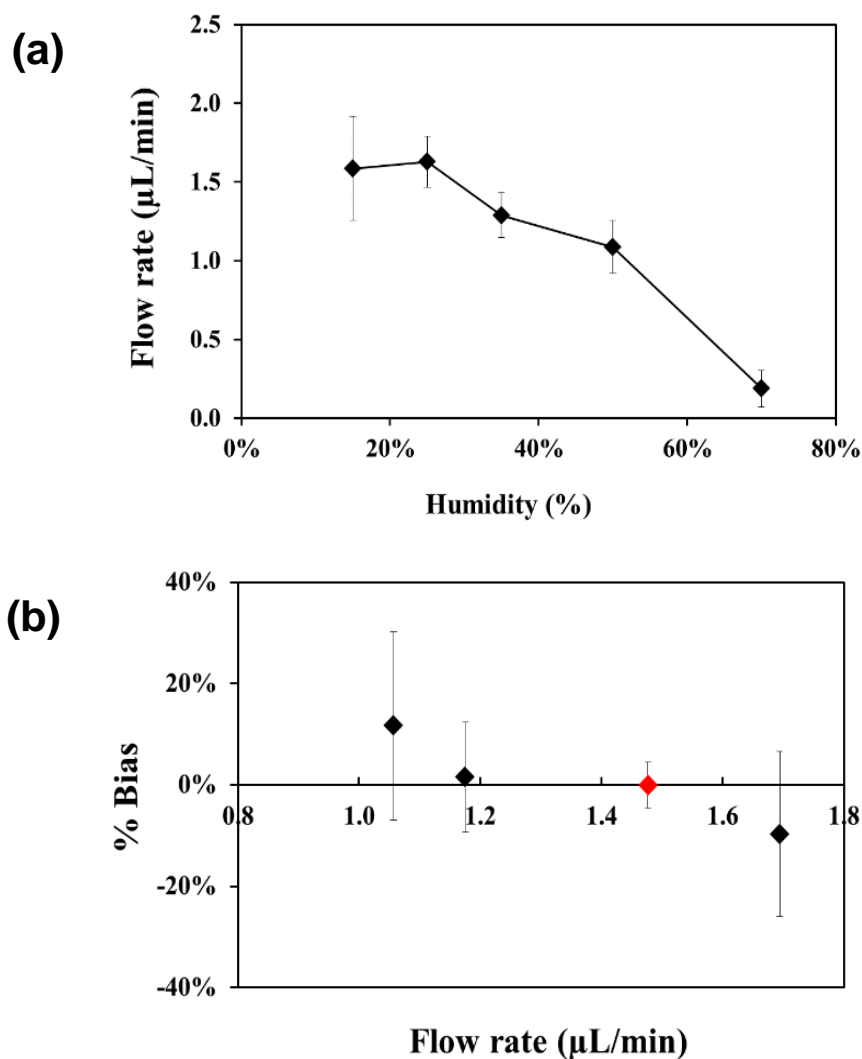 (a)
2.5
2.0
1.5
1.0
0.5
0.0
Flow rate (µL/min)
0% 20% 40% 60% 80%
Humidity (%)
(b)
40%
20%
0%
-20%
-40%
% Bias
0.8 1.0 1.2 1.4 1.6 1.8
Flow rate (µL/min)